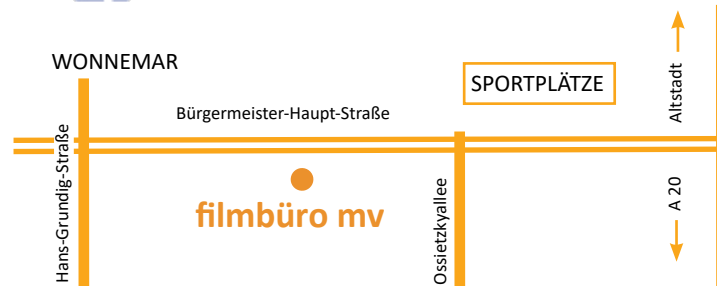 WONNEMAR
SPORTPLÄTZE
Altstadt
Bürgermeister-Haupt-Straße
Hans-Grundig-Straße
filmbüro mv
Ossietzkyallee
A 20